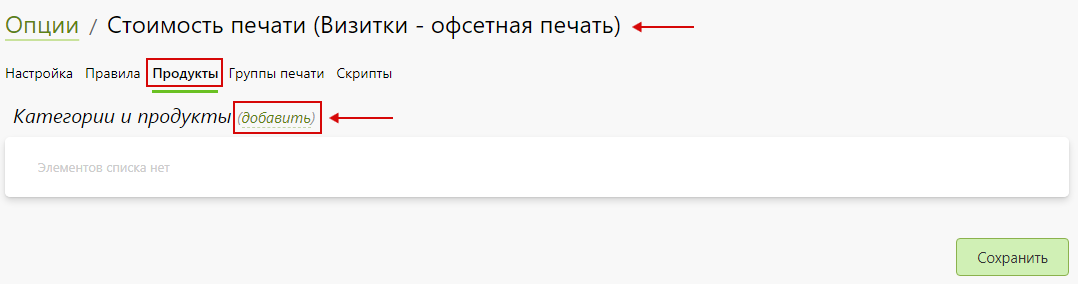 Опции / Стоимость печати (Визитки - офсетная печать)
Настройка Правила Продукты Группы печати Скрипты
Категории и продукты (добавить)
Элементов списка нет
Сохранить